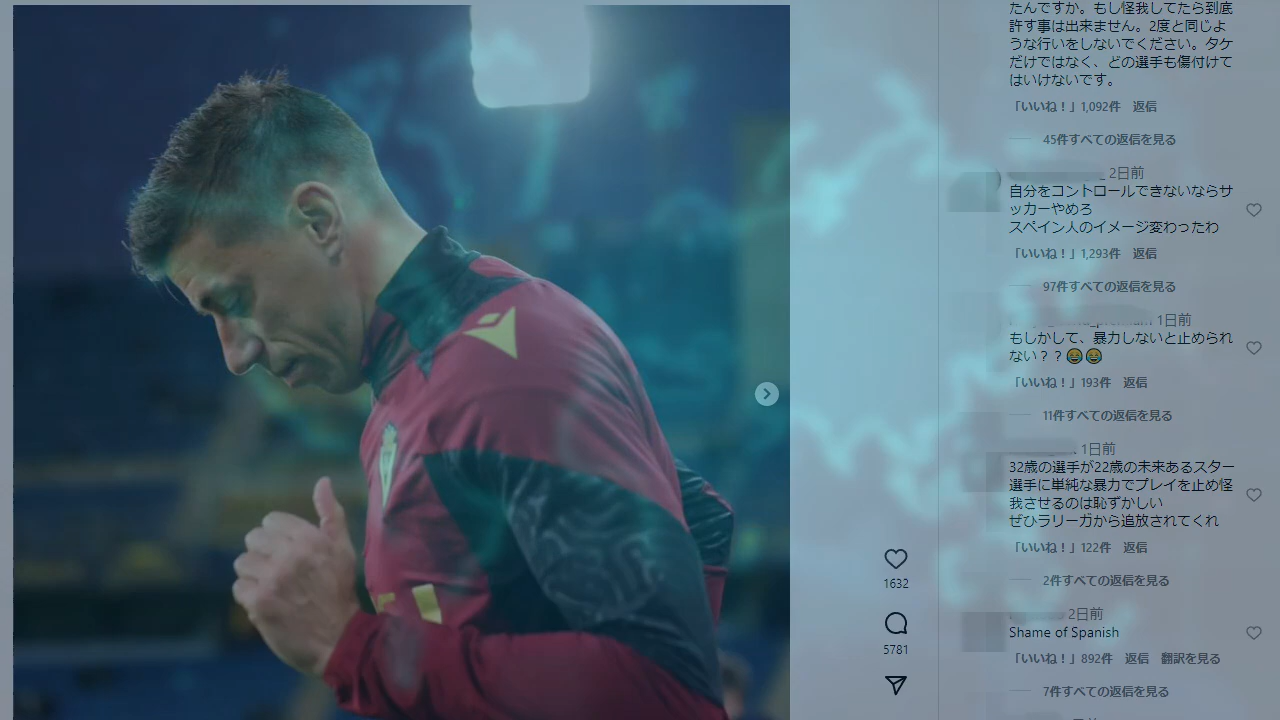 たんですか。もし怪我してたら到底
許す事は出来ません。2度と同じよ
うな行いをしないでください。タケ
だけではなく、どの選手も傷付けて
はいけないです。
「いいね！」1,092件 返信
45件すべての返信を見る
2日前
自分をコントロールできないならサ
ッカーやめろ
スペイン人のイメージ変わったわ
「いいね！」1,293件 返信
97件すべての返信を見る
1日前
もしかして、暴力しないと止められ
ない？？😂😂
「いいね！」193件 返信
11件すべての返信を見る
1日前
32歳の選手が22歳の未来あるスター
選手に単純な暴力でプレイを止め怪
我させるのは恥ずかしい
ぜひラリーガから追放されてくれ
「いいね！」122件 返信
2件すべての返信を見る
2日前
Shame of Spanish
「いいね！」892件 返信 翻訳を見る
7件すべての返信を見る
1632
5781